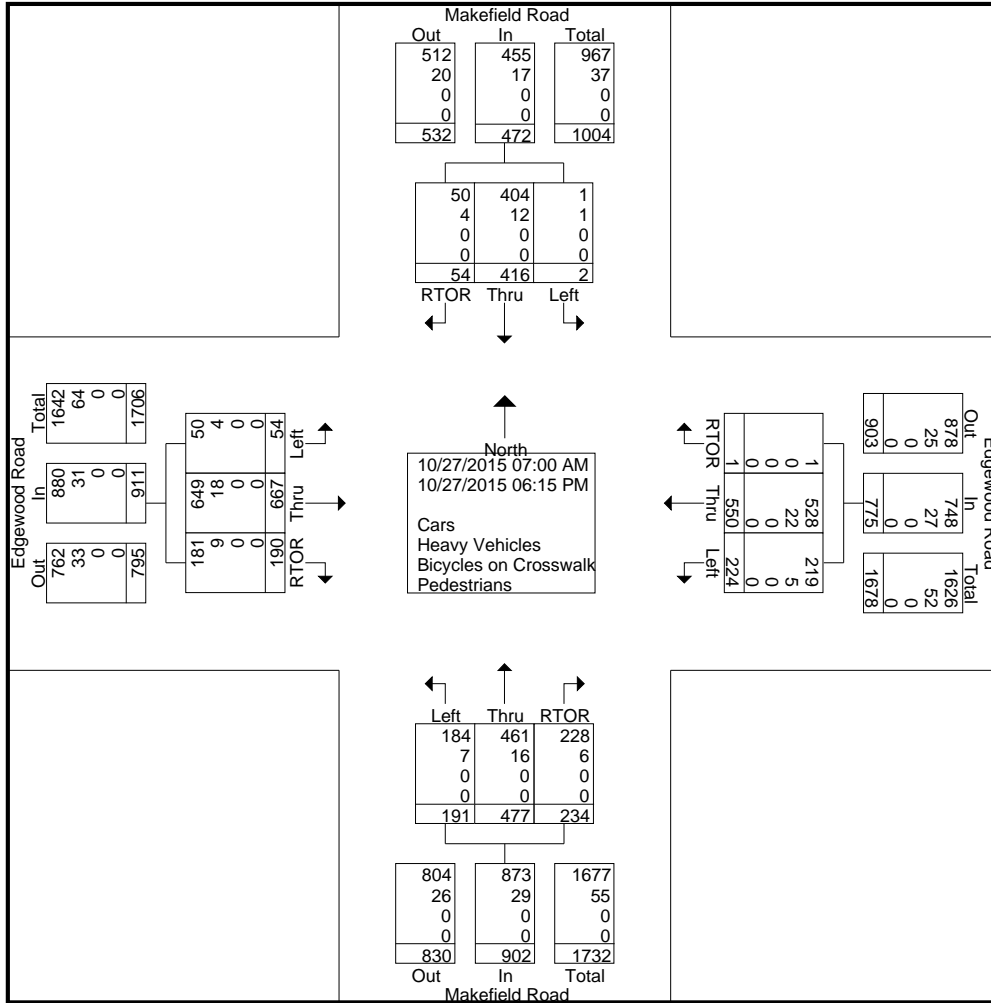 Makefield Road
Out In Total
512 455 967
20 17 37
0 0 0
0 0 0
532 472 1004
50 404 1
4 12 1
0 0 0
0 0 0
54 416 2
RTOR Thru Left
Edgewood Road
Total In Out
1642 880 762
64 31 33
0 0 0
0 0 0
1706 911 795
50 649 181
4 18 9
0 0 0
0 0 0
54 667 190
Left Thru RTOR
North
10/27/2015 07:00 AM
10/27/2015 06:15 PM
Cars
Heavy Vehicles
Bicycles on Crosswalk
Pedestrians
RTOR Thru Left
1 528 219
0 22 5
0 0 0
0 0 0
1 550 224
Edgewood Road
Out In Total
878 748 1626
25 27 52
0 0 0
0 0 0
903 775 1678
Left Thru RTOR
184 461 228
7 16 6
0 0 0
0 0 0
191 477 234
804 873 1677
26 29 55
0 0 0
0 0 0
830 902 1732
Out In Total
Makefield Road